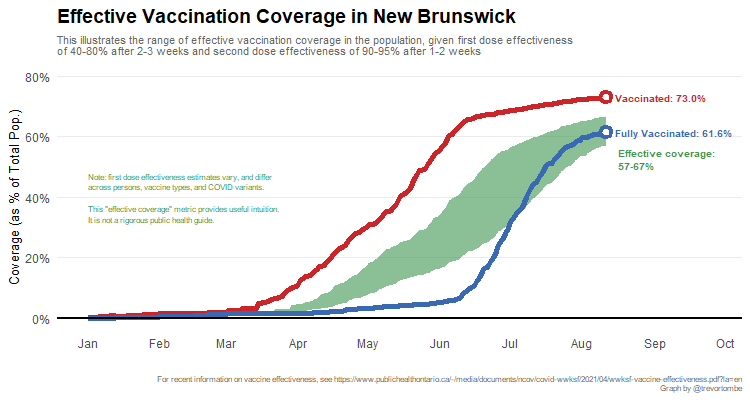 Effective Vaccination Coverage in New Brunswick
This illustrates the range of effective vaccination coverage in the population, given first dose effectiveness
of 40-80% after 2-3 weeks and second dose effectiveness of 90-95% after 1-2 weeks
Coverage (as % of Total Pop.)
80%
60%
40%
20%
0%
Note: first dose effectiveness estimates vary, and differ
across persons, vaccine types, and COVID variants.
This "effective coverage" metric provides useful intuition.
It is not a rigorous public health guide.
Vaccinated: 73.0%
Fully Vaccinated: 61.6%
Effective coverage:
57-67%
Jan Feb Mar Apr May Jun Jul Aug Sep Oct
For recent information on vaccine effectiveness, see https://www.publichealthontario.ca/-/media/documents/ncov/covid-wwksf/2021/04/wwksf-vaccine-effectiveness.pdf?la=en
Graph by @trevortombe